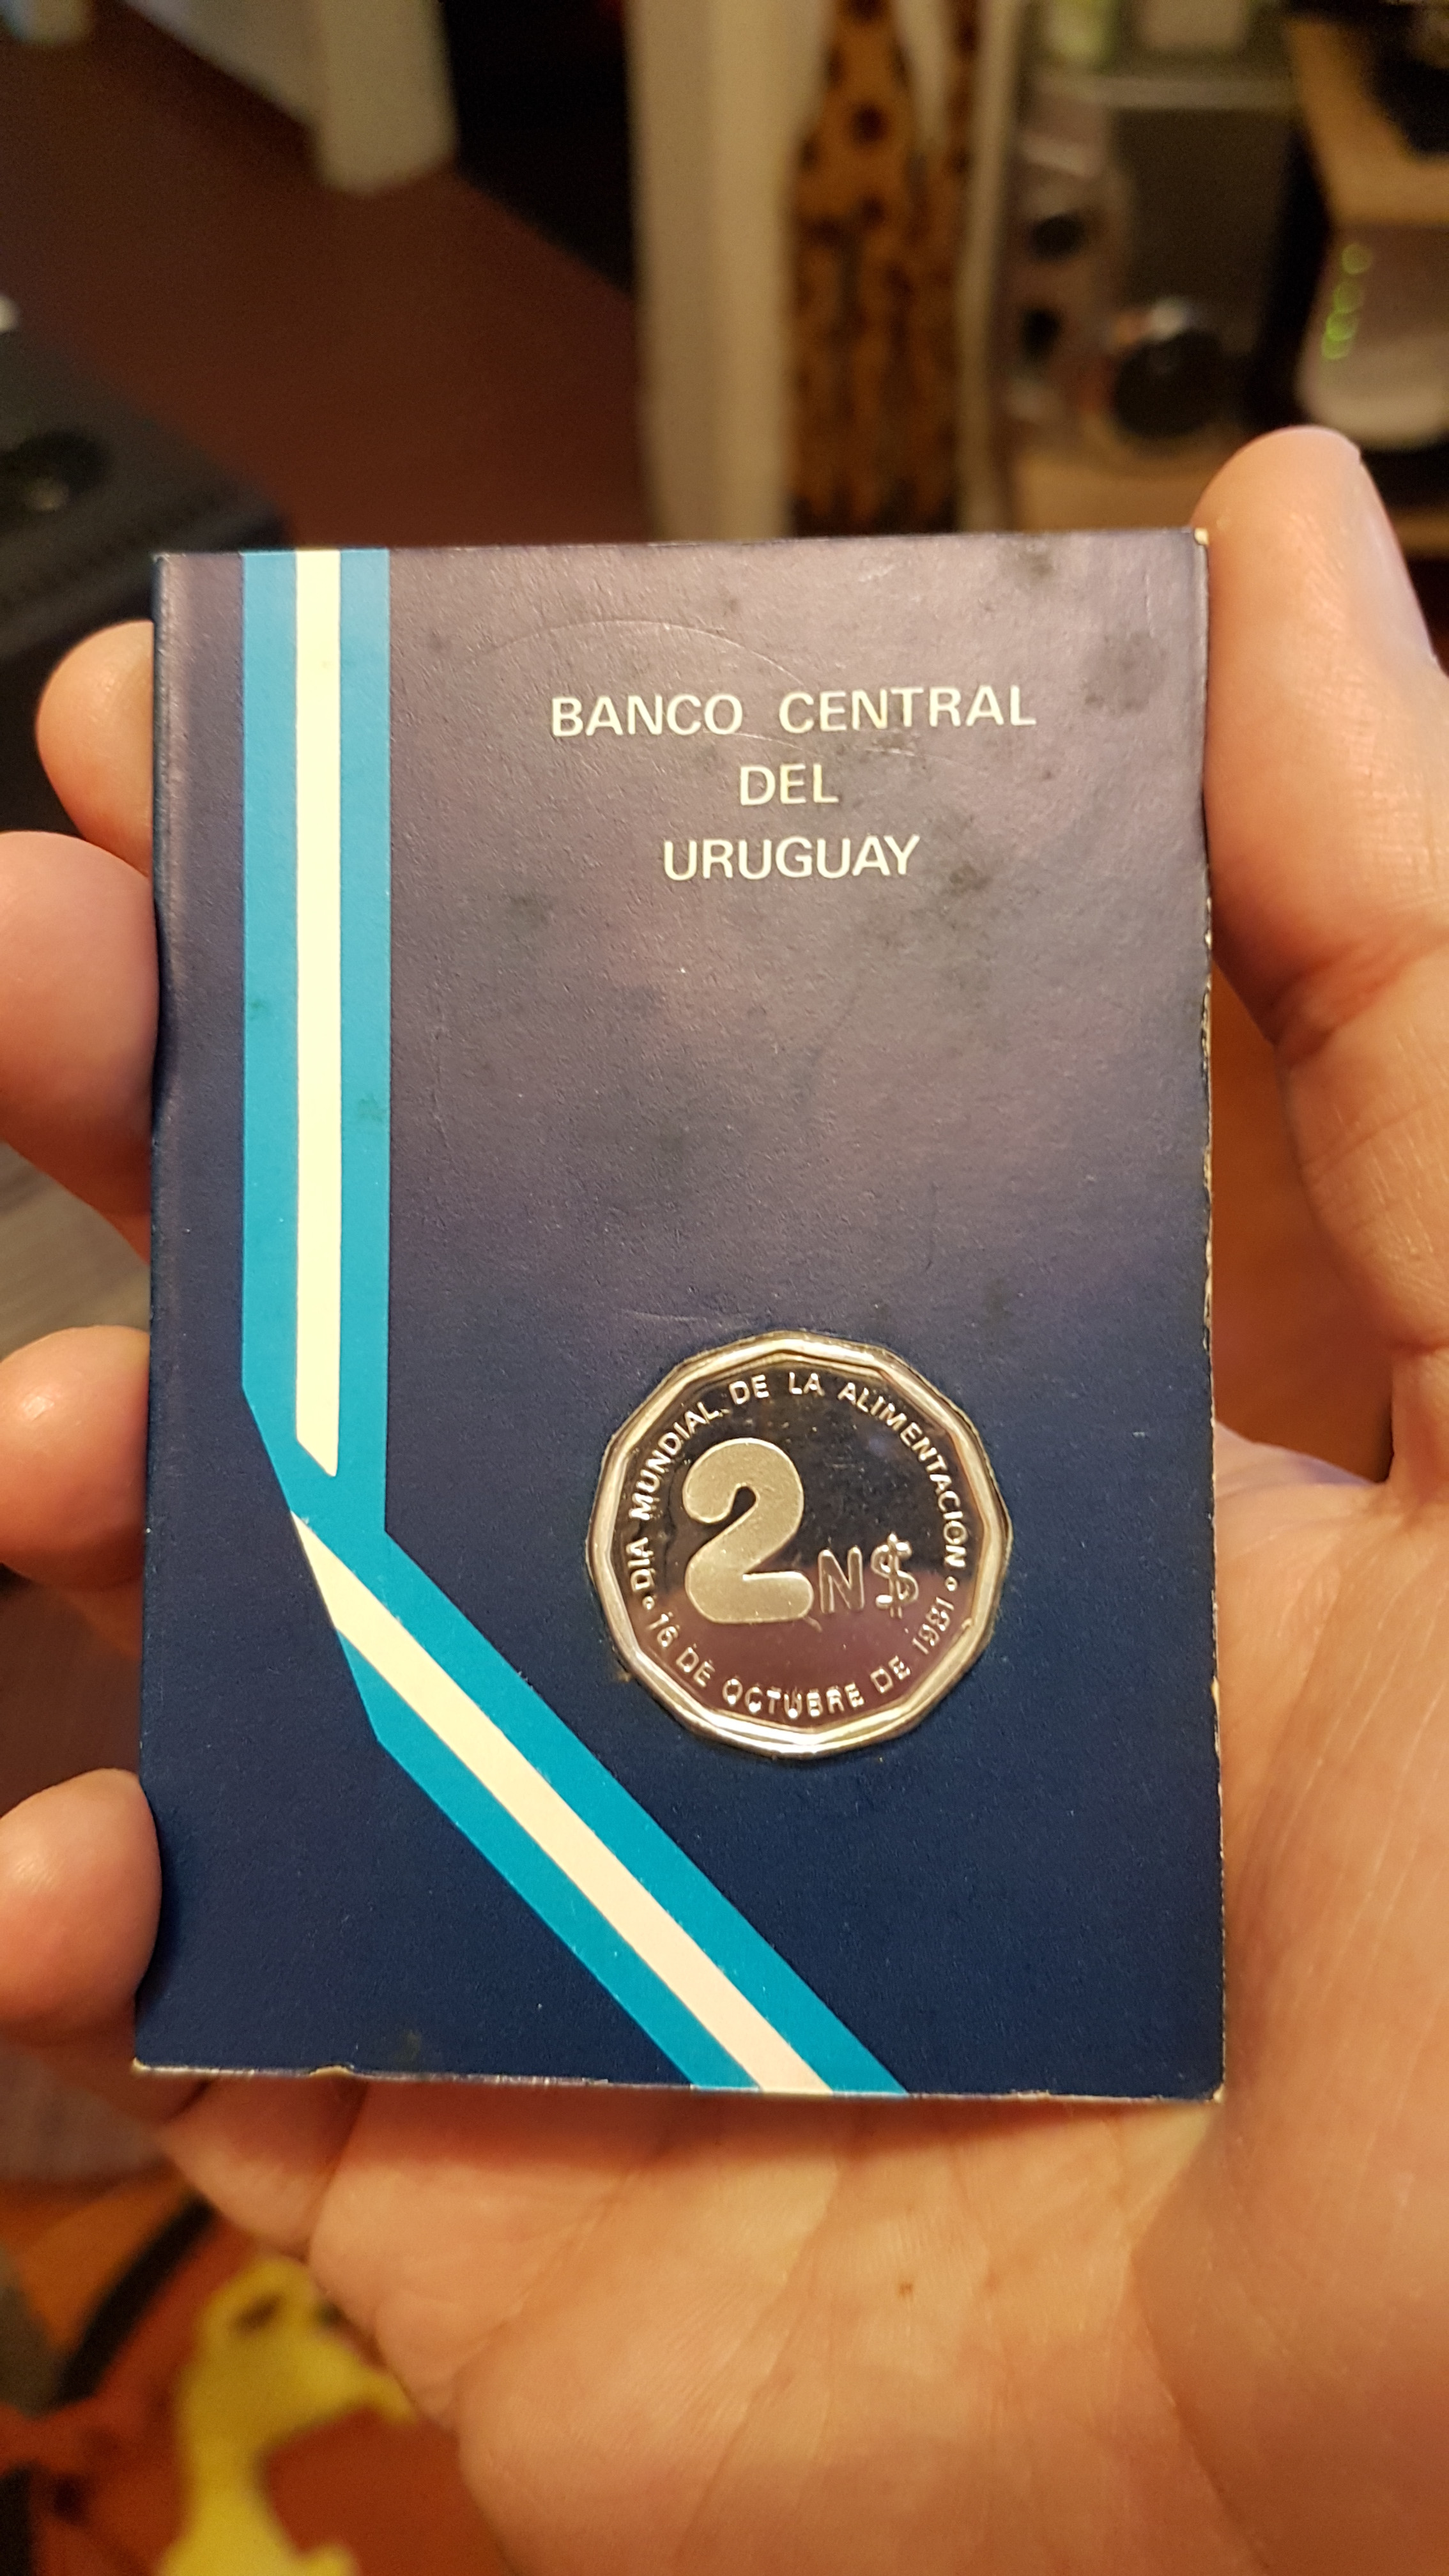 BANCO CENTRAL
DEL
URUGUAY
DIA MUNDIAL DE LA ALIMENTACION
2 N$
16 DE OCTUBRE DE 1981